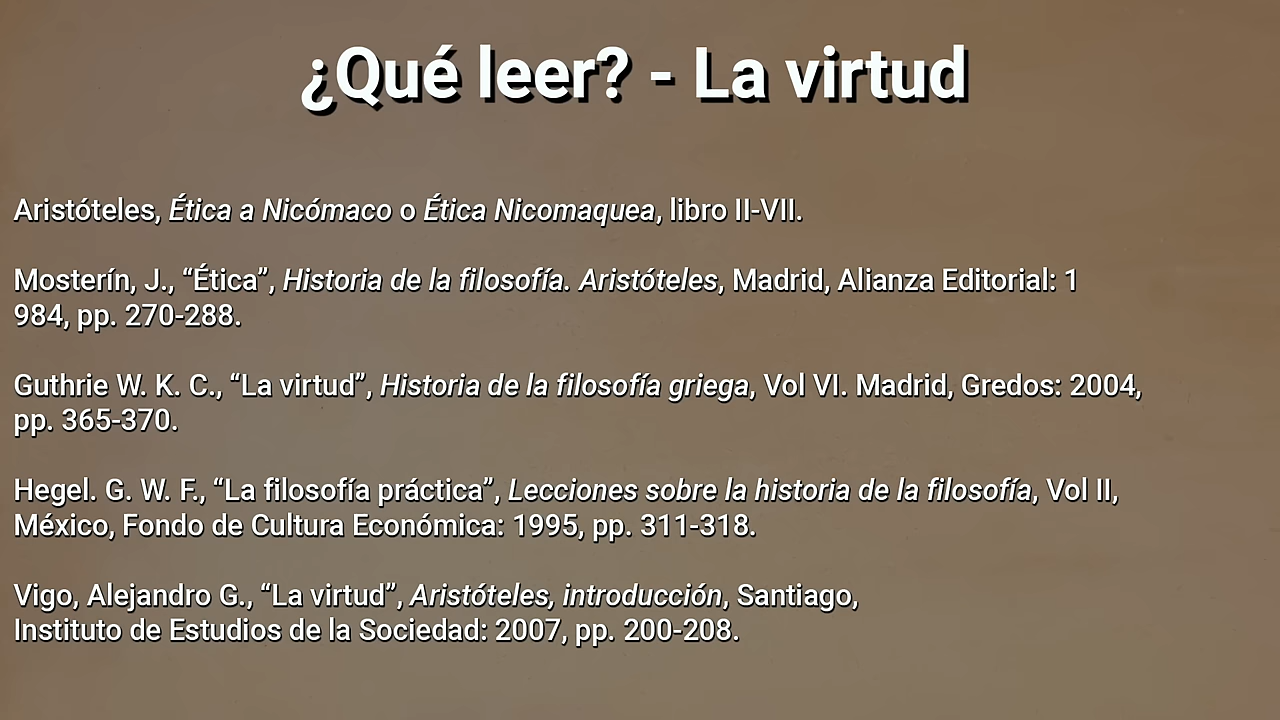 ¿Qué leer? - La virtud
Aristóteles, Ética a Nicómaco o Ética Nicomaquea, libro II-VII.
Mosterín, J., “Ética”, Historia de la filosofía. Aristóteles, Madrid, Alianza Editorial: 1
984, pp. 270-288.
Guthrie W. K. C., “La virtud”, Historia de la filosofía griega, Vol VI. Madrid, Gredos: 2004,
pp. 365-370.
Hegel. G. W. F., “La filosofía práctica”, Lecciones sobre la historia de la filosofía, Vol II,
México, Fondo de Cultura Económica: 1995, pp. 311-318.
Vigo, Alejandro G., “La virtud”, Aristóteles, introducción, Santiago,
Instituto de Estudios de la Sociedad: 2007, pp. 200-208.